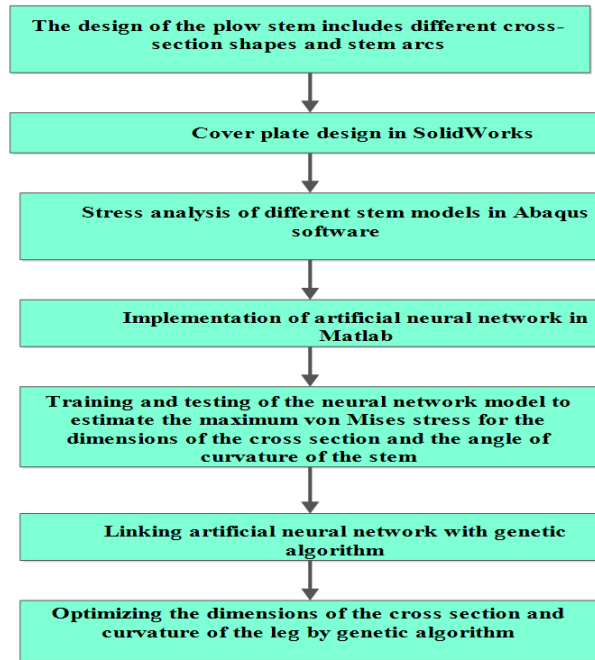 The design of the plow stem includes different cross-
section shapes and stem arcs
Cover plate design in SolidWorks
Stress analysis of different stem models in Abaqus
software
Implementation of artificial neural network in
Matlab
Training and testing of the neural network model to
estimate the maximum von Mises stress for the
dimensions of the cross section and the angle of
curvature of the stem
Linking artificial neural network with genetic
algorithm
Optimizing the dimensions of the cross section and
curvature of the leg by genetic algorithm